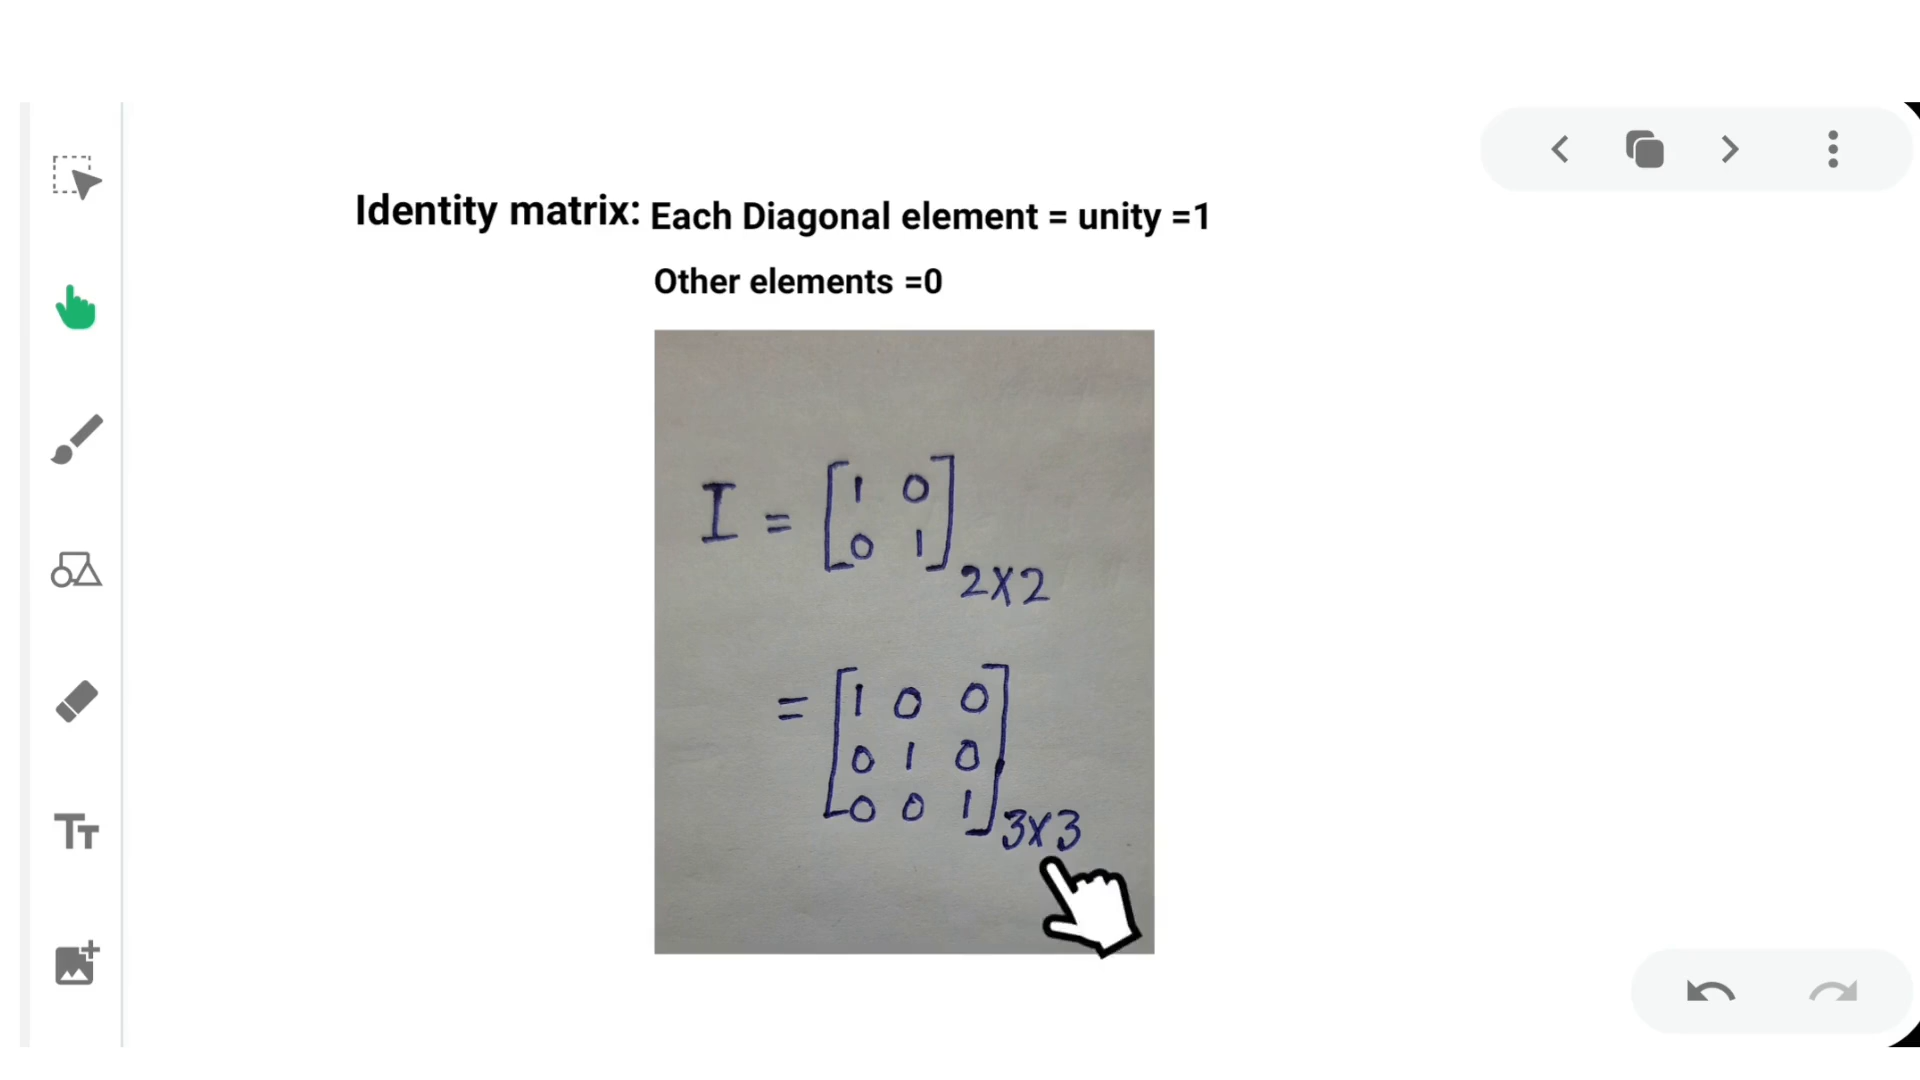 Identity matrix: Each Diagonal element = unity =1
Other elements =0
I = [1 0
0 1] 2X2
= [1 0 0
0 1 0
0 0 1] 3X3